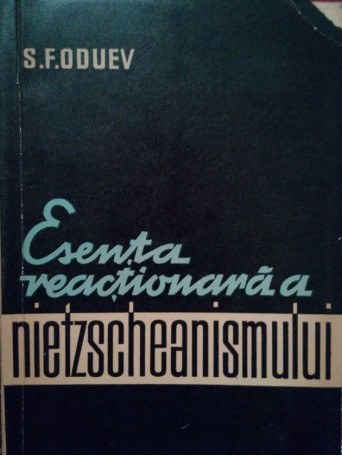 S.F.ODUEV
Esența
reacționară a
nietzscheanismului